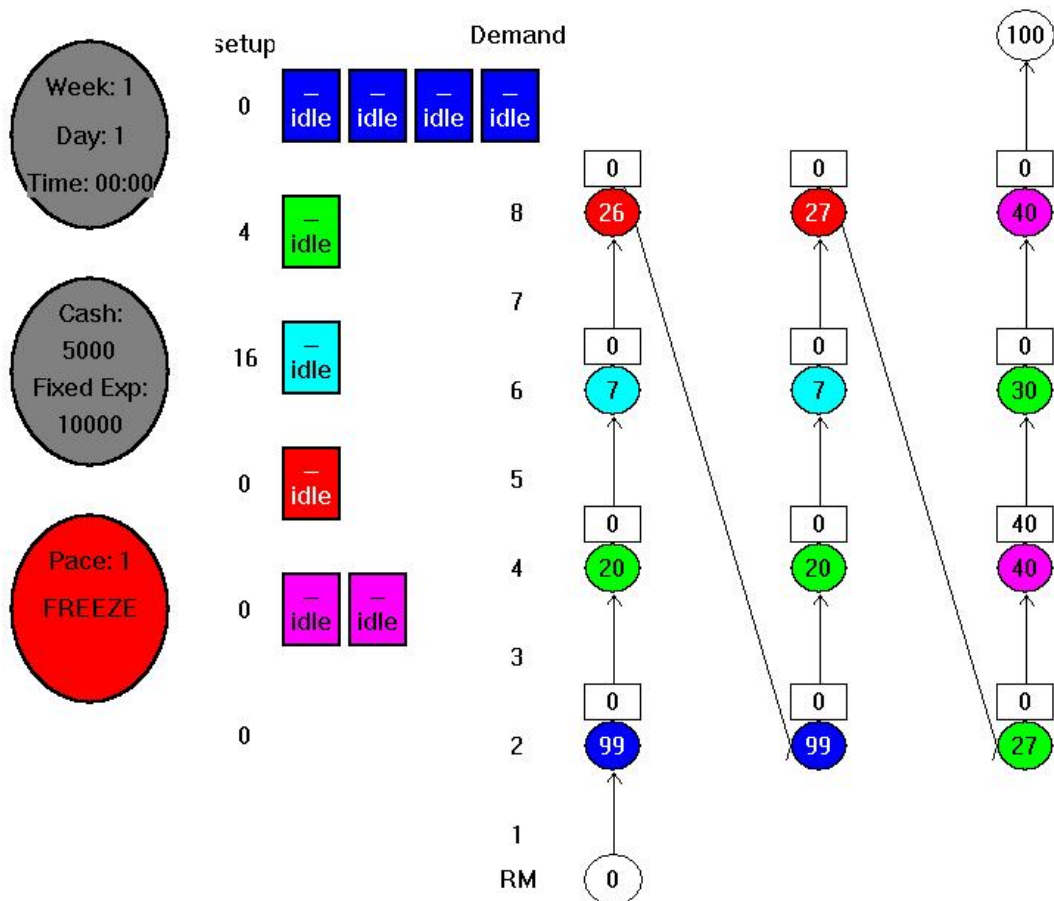 setup
Demand
100
Week: 1
Day: 1
Time: 00:00
0
_ idle
_ idle
_ idle
_ idle
0
0
0
4
_ idle
8
26
27
40
7
Cash:
5000
Fixed Exp:
10000
16
_ idle
0
0
0
6
7
7
30
0
_ idle
5
0
0
40
Pace: 1
FREEZE
4
20
20
40
0
_ idle
_ idle
3
0
0
0
0
2
99
99
27
1
RM
0